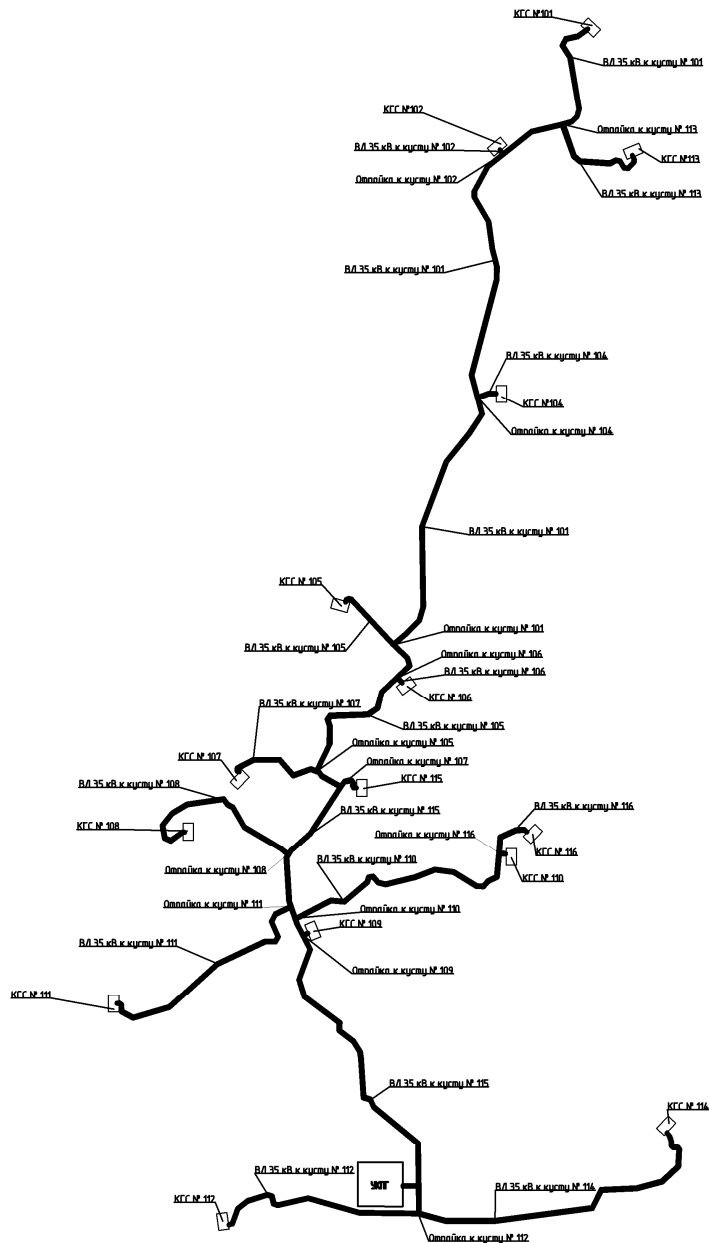 КГС №101
ВЛ 35 кВ к кусту № 101
КГС №102
Отпайка к кусту № 113
ВЛ 35 кВ к кусту № 102
КГС №113
Отпайка к кусту № 102
ВЛ 35 кВ к кусту № 113
ВЛ 35 кВ к кусту № 101
ВЛ 35 кВ к кусту № 104
КГС №104
Отпайка к кусту № 104
ВЛ 35 кВ к кусту № 101
КГС № 105
Отпайка к кусту № 101
ВЛ 35 кВ к кусту № 105
Отпайка к кусту № 106
ВЛ 35 кВ к кусту № 106
КГС № 106
ВЛ 35 кВ к кусту № 107
ВЛ 35 кВ к кусту № 105
Отпайка к кусту № 105
КГС № 107
Отпайка к кусту № 107
КГС № 115
ВЛ 35 кВ к кусту № 108
ВЛ 35 кВ к кусту № 116
ВЛ 35 кВ к кусту № 115
КГС № 108
Отпайка к кусту № 116
КГС № 116
ВЛ 35 кВ к кусту № 110
Отпайка к кусту № 108
КГС № 110
Отпайка к кусту № 111
Отпайка к кусту № 110
КГС № 109
ВЛ 35 кВ к кусту № 111
Отпайка к кусту № 109
КГС № 111
ВЛ 35 кВ к кусту № 115
КГС № 114
ВЛ 35 кВ к кусту № 112
УКПГ
ВЛ 35 кВ к кусту № 114
КГС № 112
Отпайка к кусту № 112